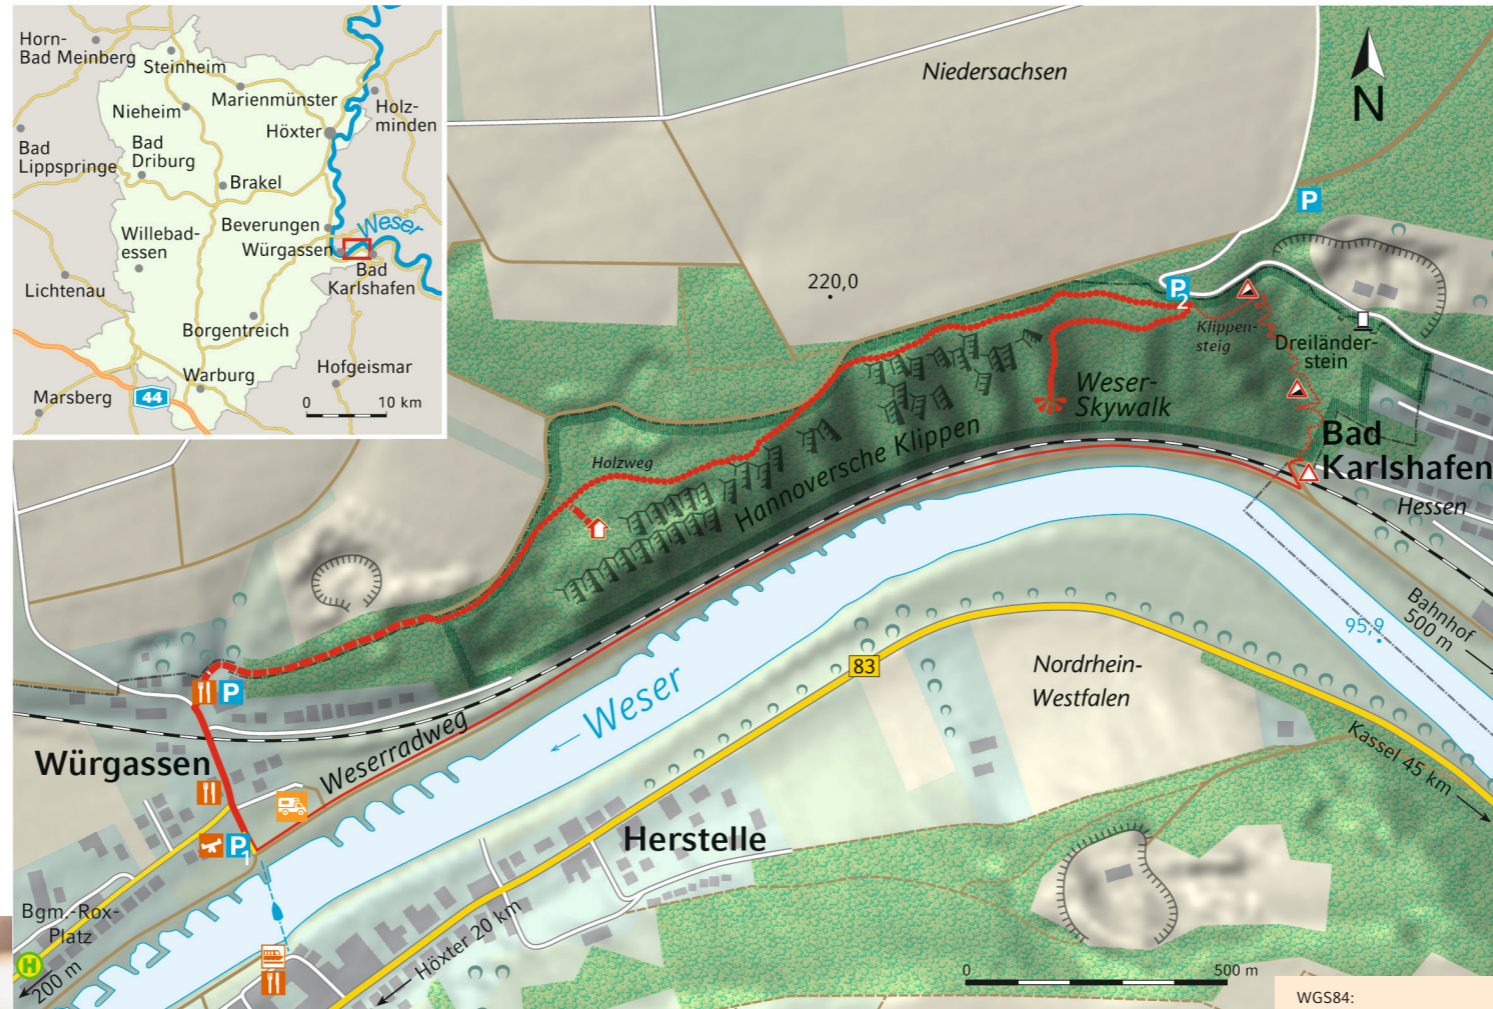 Horn-
Bad Meinberg
Steinheim
Nieheim
Marienmünster
Holz-
minden
Höxter
Bad
Lippspringe
Bad
Driburg
Brakel
Beverungen
Weser
Willebad-
essen
Würgassen
Bad
Karlshafen
Lichtenau
Borgentreich
Warburg
Hofgeismar
Marsberg
44
0 10 km
Niedersachsen
N
P
220,0
P
2
Klippen-
steig
Dreiländer-
stein
Weser-
Skywalk
Hannoversche Klippen
Holzweg
Bad
Karlshafen
Hessen
Bahnhof
500 m
95,9
83
Nordrhein-
Westfalen
Weser
Weserradweg
P
Würgassen
P
1
Kassel 45 km
Herstelle
Höxter 20 km
Bgm.-Rox-
Platz
H
200 m
0 500 m
WGS84: